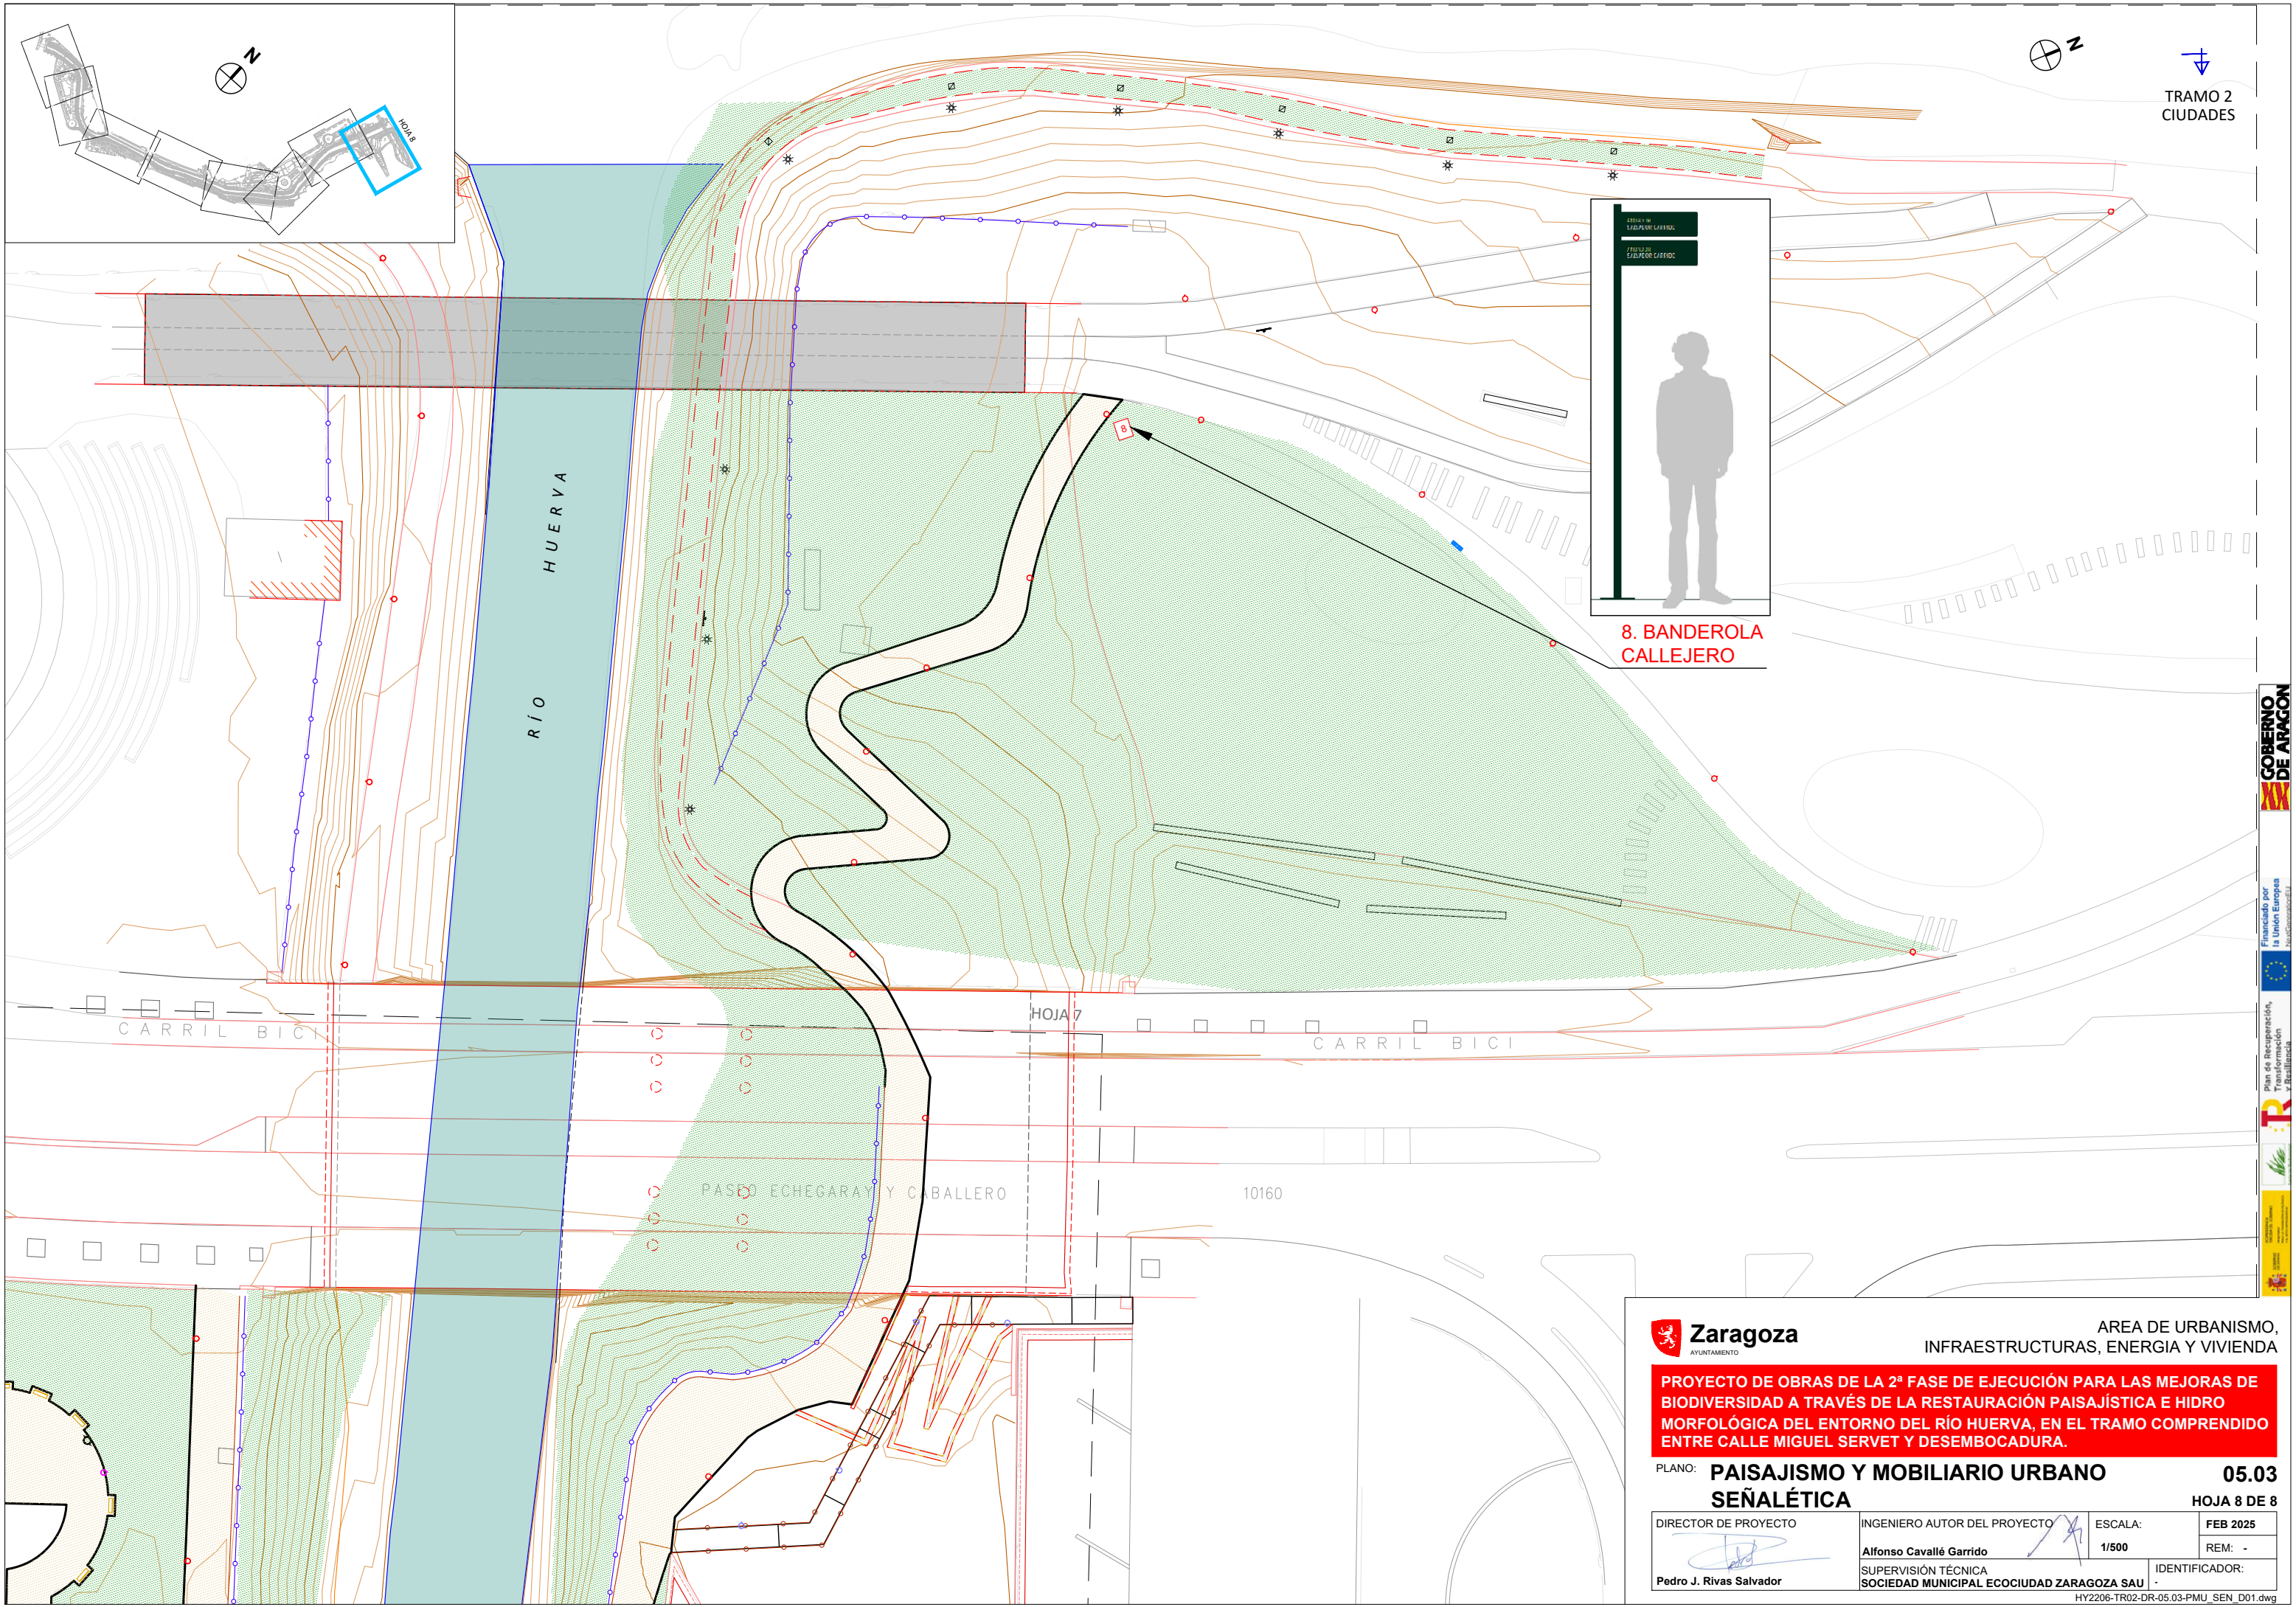 N
HOJA 8
N
TRAMO 2
CIUDADES
8
8. BANDEROLA
CALLEJERO
RÍO HUERVA
HOJA 7
CARRIL BICI
CARRIL BICI
PASEO ECHEGARAY Y CABALLERO
10160
GOBIERNO
DE ARAGON
Financiado por
la Unión Europea
NextGenerationEU
Plan de Recuperación,
Transformación
y Resiliencia
Zaragoza
AYUNTAMIENTO
AREA DE URBANISMO,
INFRAESTRUCTURAS, ENERGIA Y VIVIENDA
PROYECTO DE OBRAS DE LA 2ª FASE DE EJECUCIÓN PARA LAS MEJORAS DE
BIODIVERSIDAD A TRAVÉS DE LA RESTAURACIÓN PAISAJÍSTICA E HIDRO
MORFOLÓGICA DEL ENTORNO DEL RÍO HUERVA, EN EL TRAMO COMPRENDIDO
ENTRE CALLE MIGUEL SERVET Y DESEMBOCADURA.
PLANO: PAISAJISMO Y MOBILIARIO URBANO 05.03
SEÑALÉTICA
HOJA 8 DE 8
DIRECTOR DE PROYECTO
Pedro J. Rivas Salvador
INGENIERO AUTOR DEL PROYECTO
Alfonso Cavallé Garrido
ESCALA:
1/500
FEB 2025
REM: -
SUPERVISIÓN TÉCNICA
SOCIEDAD MUNICIPAL ECOCIUDAD ZARAGOZA SAU
IDENTIFICADOR:
-
HY2206-TR02-DR-05.03-PMU_SEN_D01.dwg